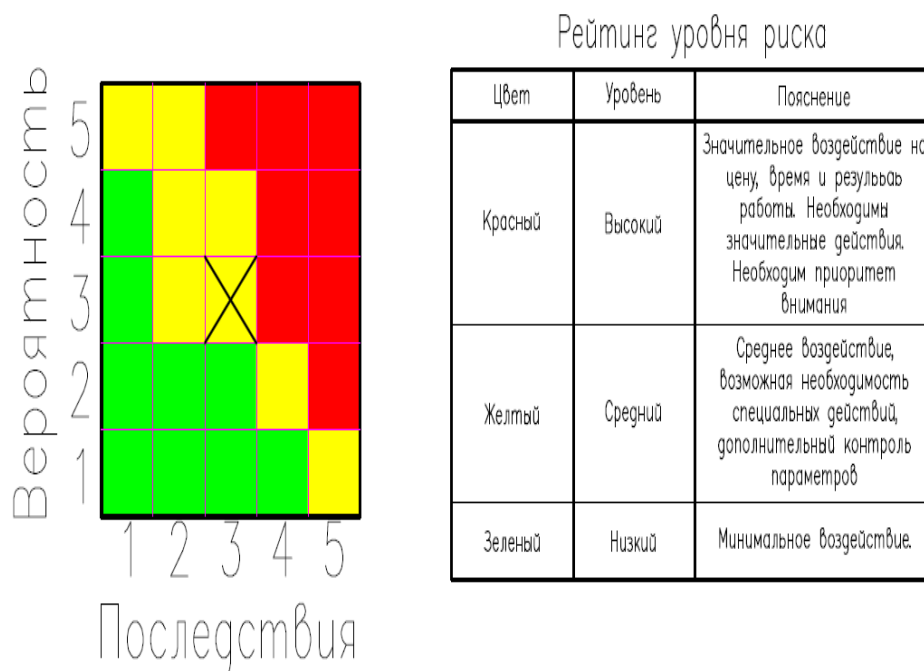 Вероятность
5
4
3
2
1
1 2 3 4 5
Последствия
Рейтинг уровня риска
Цвет Уровень Пояснение
Красный Высокий
Значительное воздействие на
цену, время и резульаь
работы. Необходимы
значительные действия.
Необходим приоритет
внимания
Желтый Средний
Среднее воздействие,
возможная необходимость
специальных действий,
дополнительный контроль
параметров
Зеленый Низкий Минимальное воздействие.